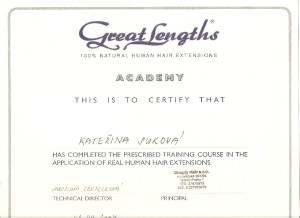 Great Lengths®
100% NATURAL HUMAN HAIR EXTENSIONS
ACADEMY
THIS IS TO CERTIFY THAT
KATEŘINA SUKOVÁ
HAS COMPLETED THE PRESCRIBED TRAINING COURSE IN THE
APPLICATION OF REAL HUMAN HAIR EXTENSIONS.
TECHNICAL DIRECTOR
PRINCIPAL